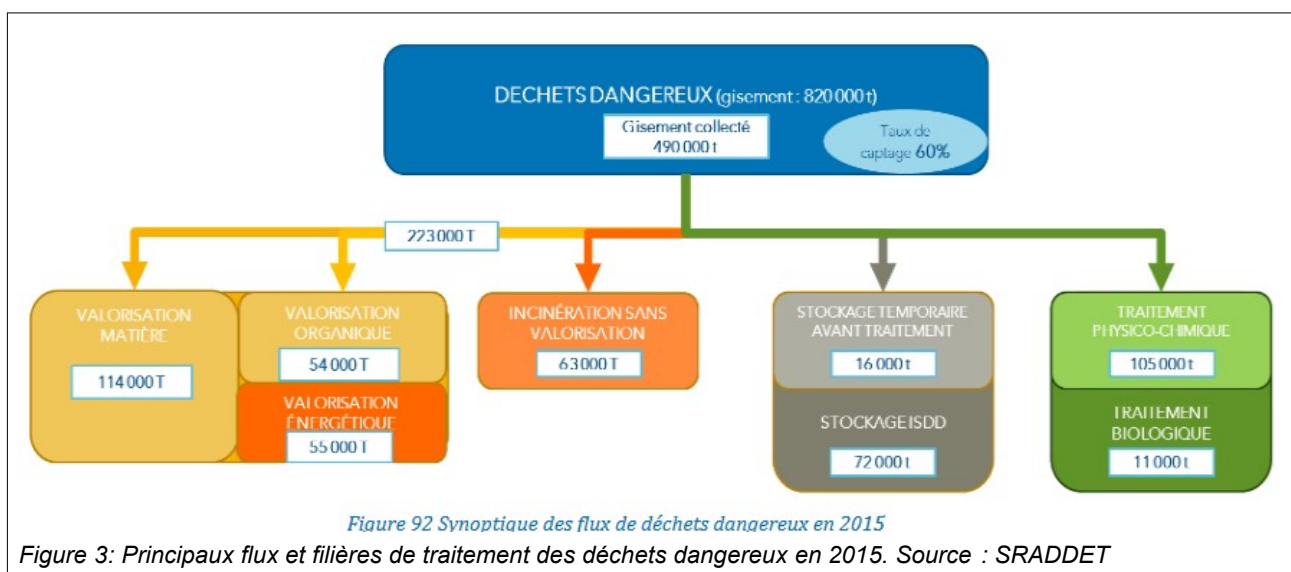 DECHETS DANGEREUX (gisement : 820 000 t)
Gisement collecté
490 000 t
Taux de
captage 60%
223 000 T
VALORISATION
MATIÈRE
114 000 T
VALORISATION
ORGANIQUE
54 000 T
VALORISATION
ÉNERGÉTIQUE
55 000 T
INCINÉRATION SANS
VALORISATION
63 000 T
STOCKAGE TEMPORAIRE
AVANT TRAITEMENT
16 000 t
STOCKAGE ISDD
72 000 t
TRAITEMENT
PHYSICO-CHIMIQUE
105 000 t
TRAITEMENT
BIOLOGIQUE
11 000 t
Figure 92 Synoptique des flux de déchets dangereux en 2015
Figure 3: Principaux flux et filières de traitement des déchets dangereux en 2015. Source : SRADDET